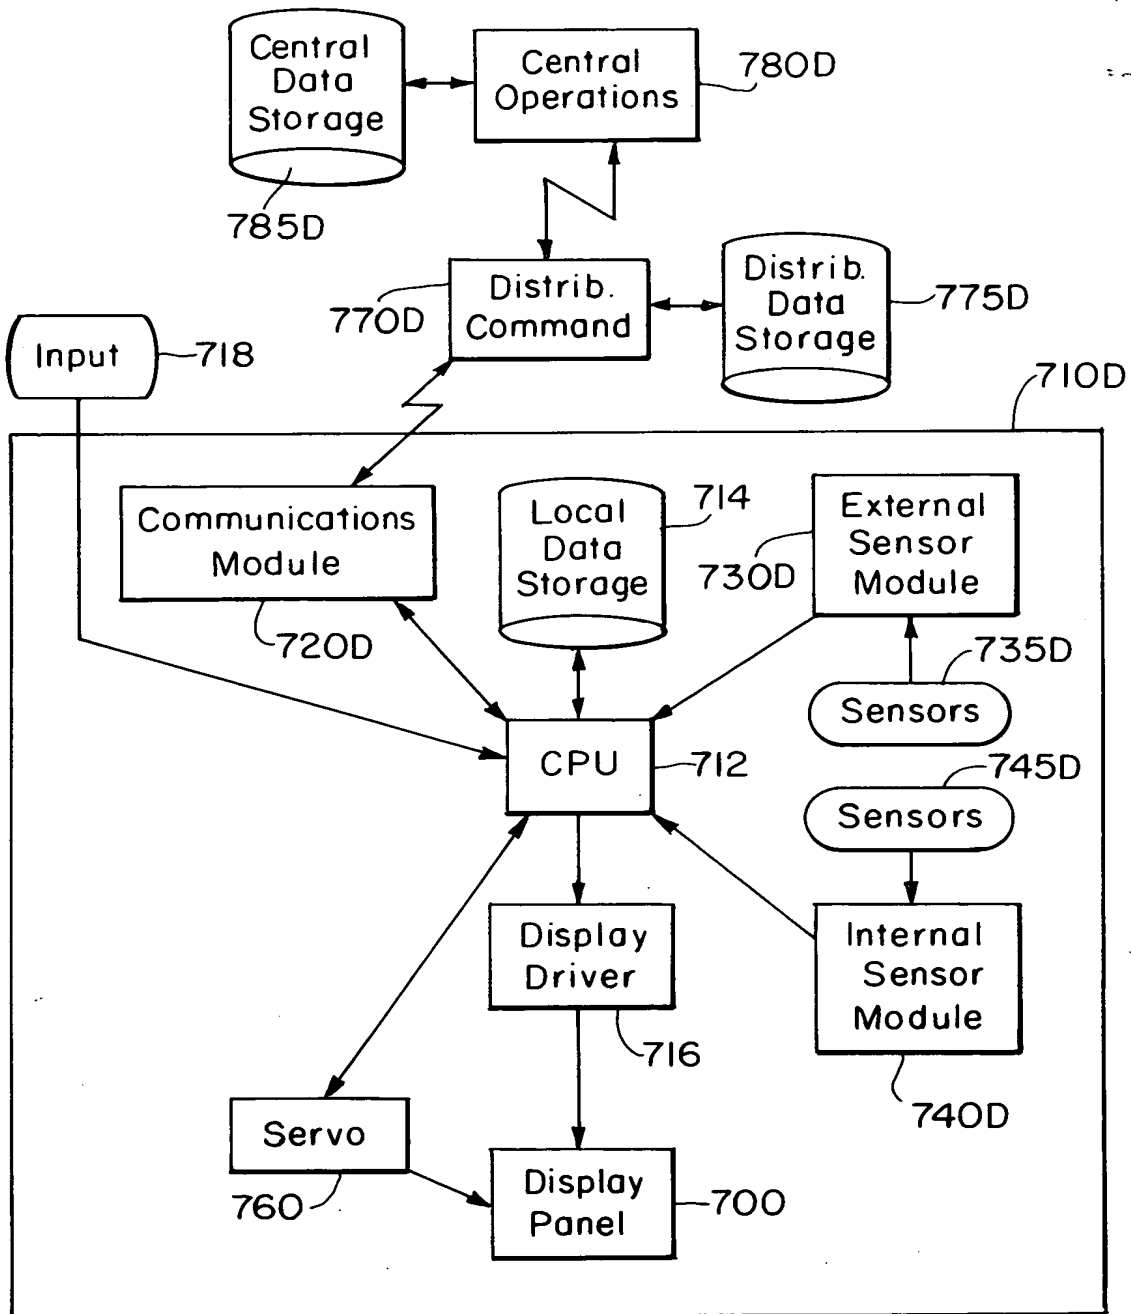 Central
Data
Storage
785D
Central
Operations
780D
Distrib.
Command
770D
Distrib.
Data
Storage
775D
Input
718
710D
Communications
Module
720D
Local
Data
Storage
714
External
Sensor
Module
730D
Sensors
735D
CPU
712
Sensors
745D
Display
Driver
716
Internal
Sensor
Module
740D
Servo
760
Display
Panel
700